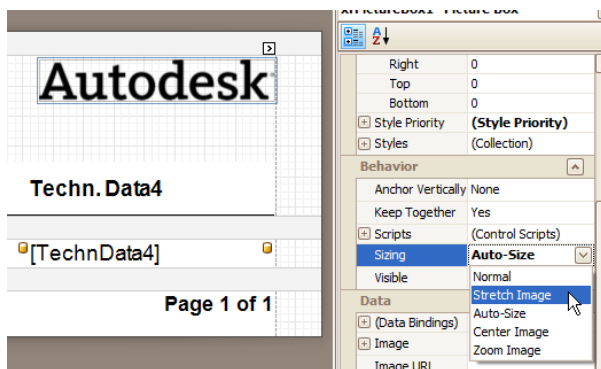 Autodesk
Techn. Data4
[TechnData4]
Page 1 of 1
xrPictureBox1 Picture Box
Right 0
Top 0
Bottom 0
Style Priority (Style Priority)
Styles (Collection)
Behavior
Anchor Vertically None
Keep Together Yes
Scripts (Control Scripts)
Sizing Auto-Size
Visible Normal
Stretch Image
Data Auto-Size
(Data Bindings) Center Image
Image Zoom Image
Image URL